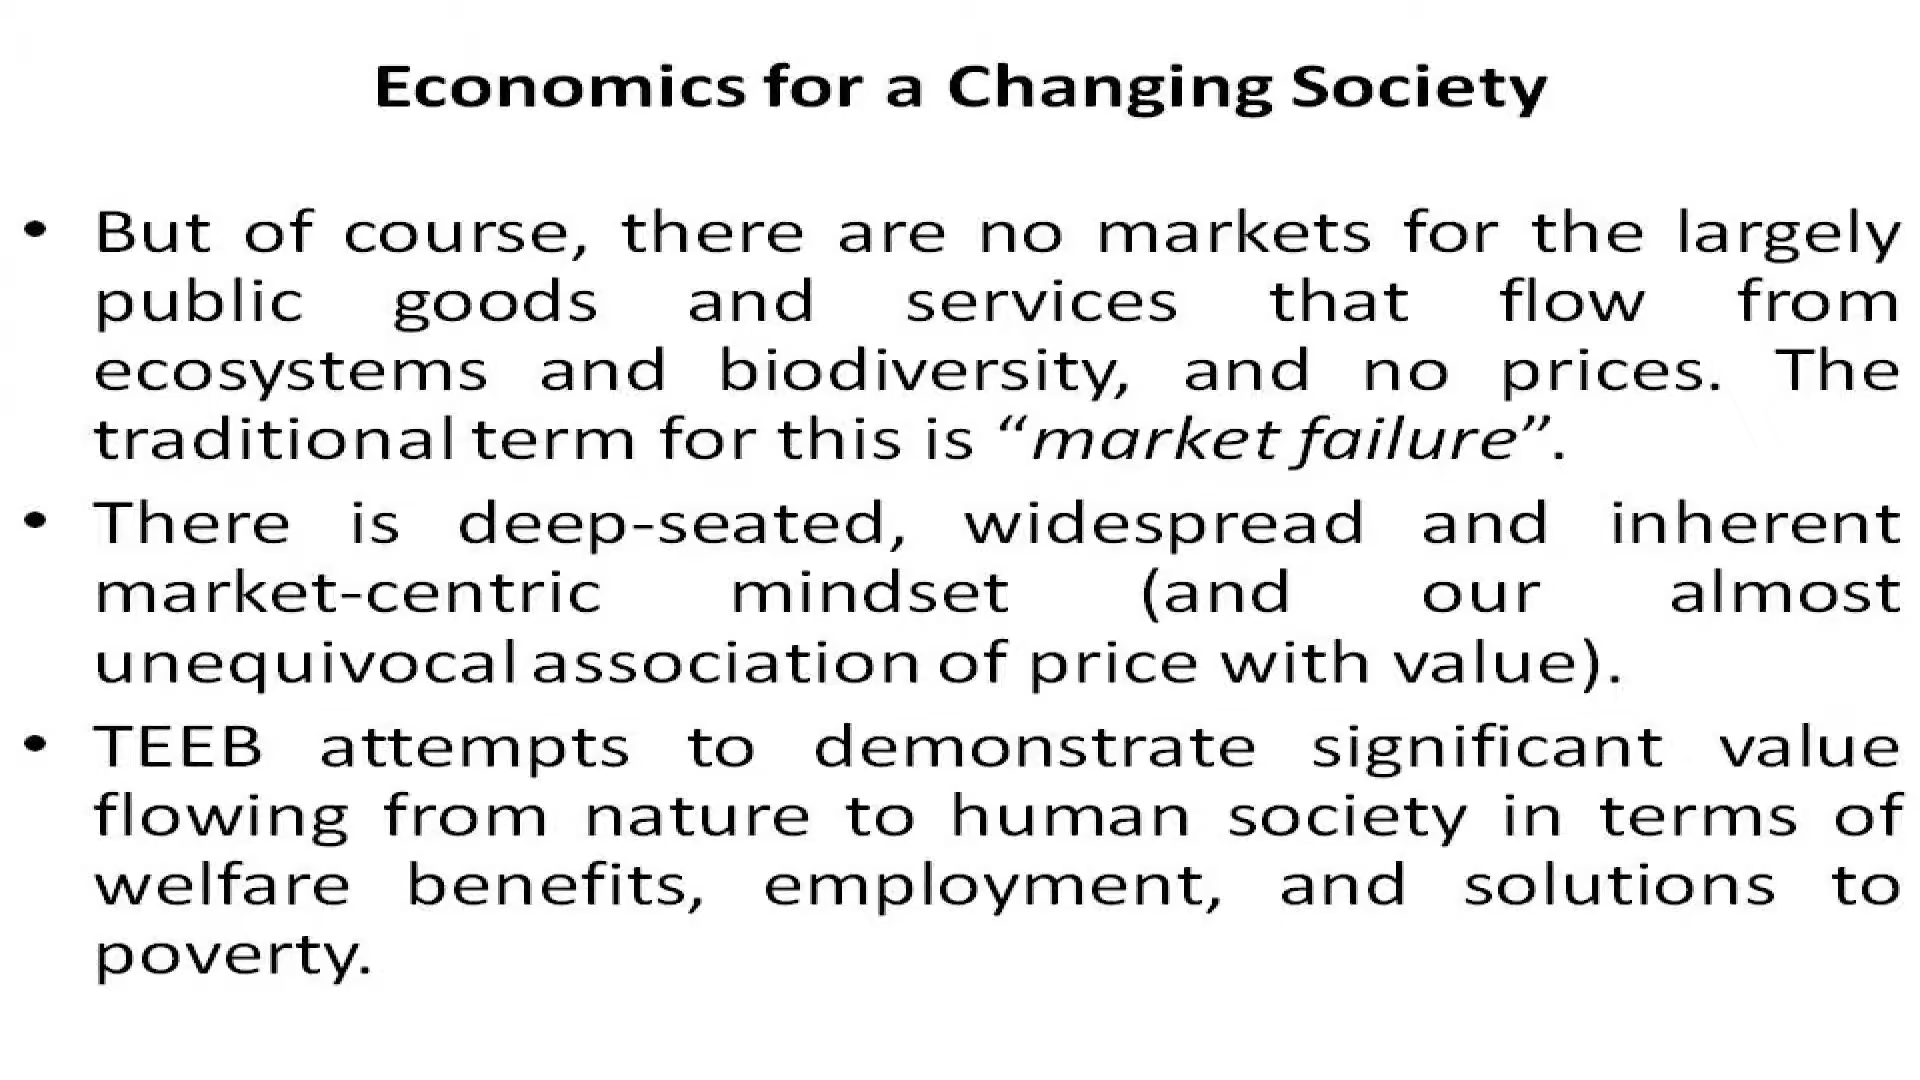 Economics for a Changing Society
• But of course, there are no markets for the largely
public goods and services that flow from
ecosystems and biodiversity, and no prices. The
traditional term for this is “market failure”.
• There is deep-seated, widespread and inherent
market-centric mindset (and our almost
unequivocal association of price with value).
• TEEB attempts to demonstrate significant value
flowing from nature to human society in terms of
welfare benefits, employment, and solutions to
poverty.